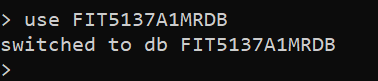 > use FIT5137A1MRDB
switched to db FIT5137A1MRDB
>